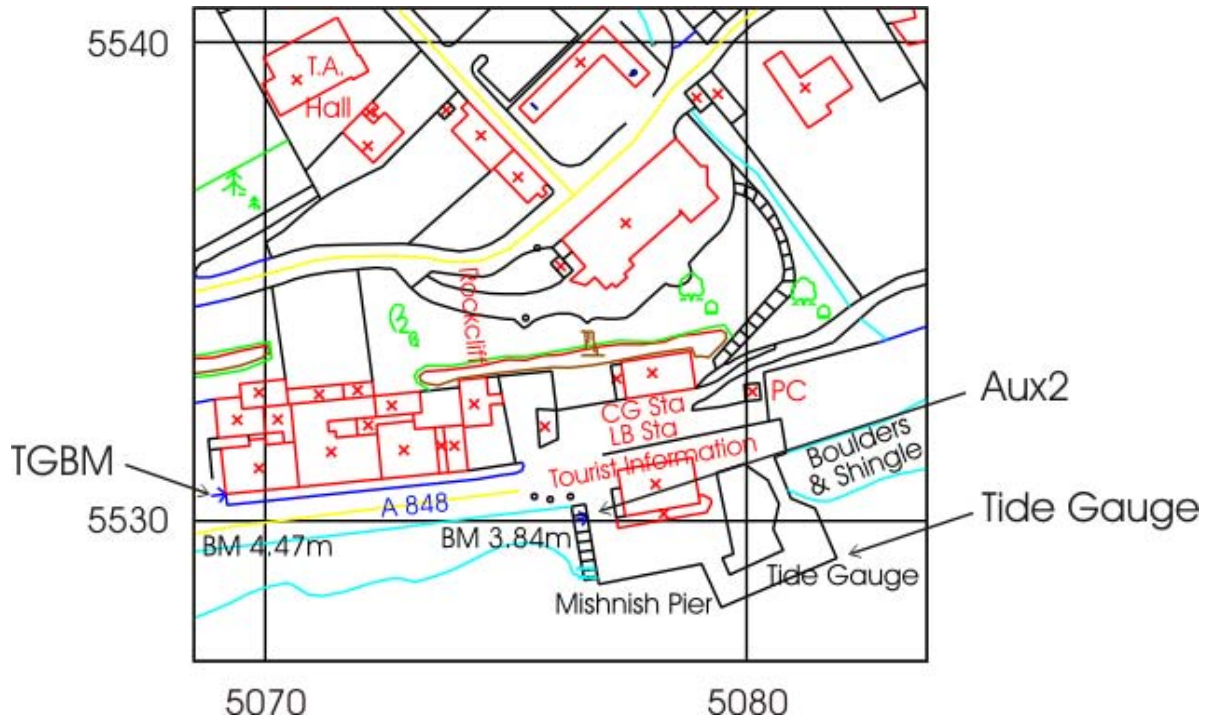 5540
T.A.
Hall
Rockcliff
Aux2
PC
CG Sta
LB Sta
TGBM
Tourist Information
Boulders
& Shingle
A 848
Tide Gauge
5530
BM 4.47m
BM 3.84m
Tide Gauge
Mishnish Pier
5070
5080